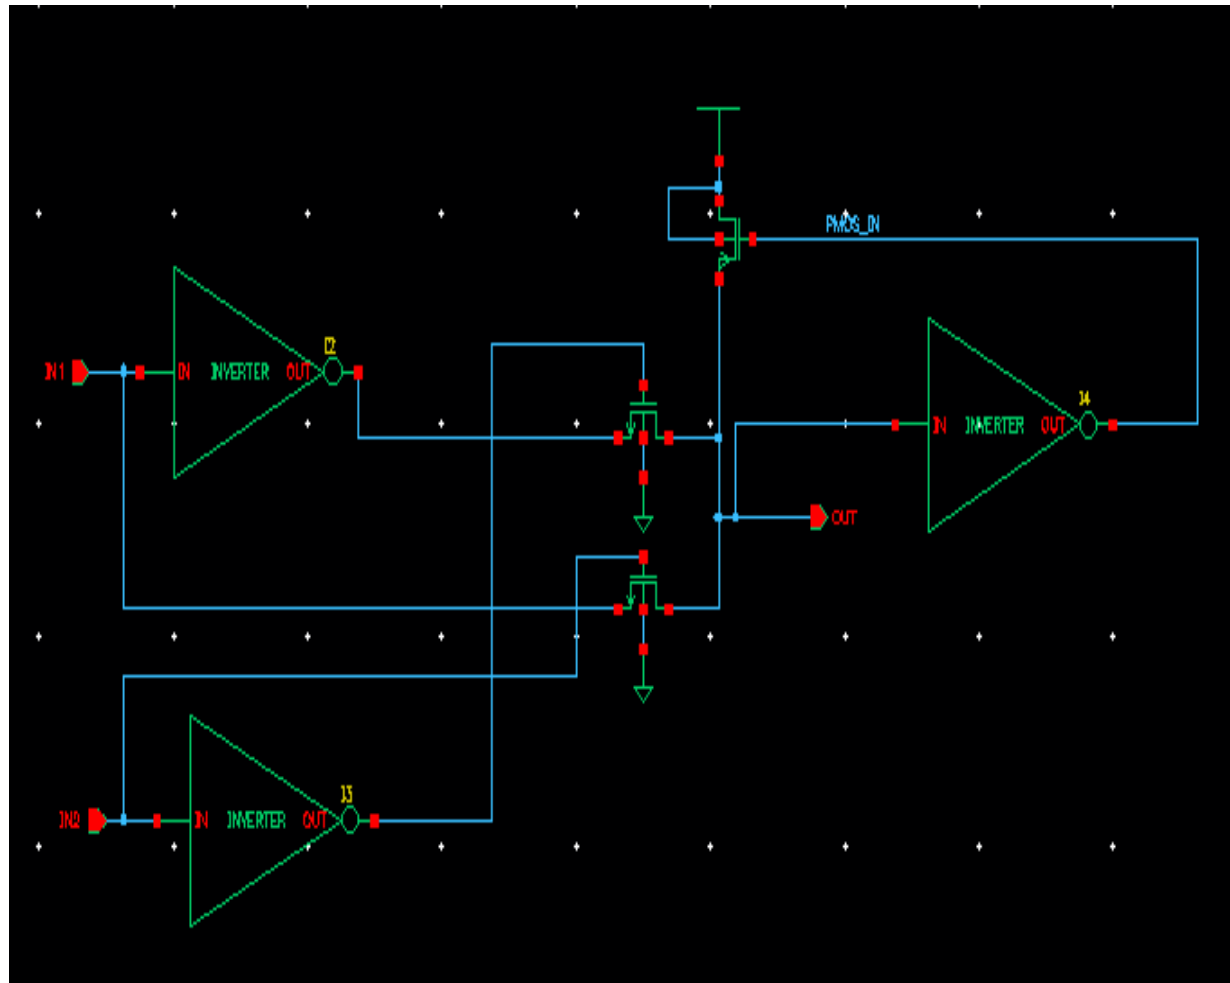 PMOS_IN
I2
IN1 IN INVERTER OUT
I4
IN INVERTER OUT
OUT
I3
IN2 IN INVERTER OUT